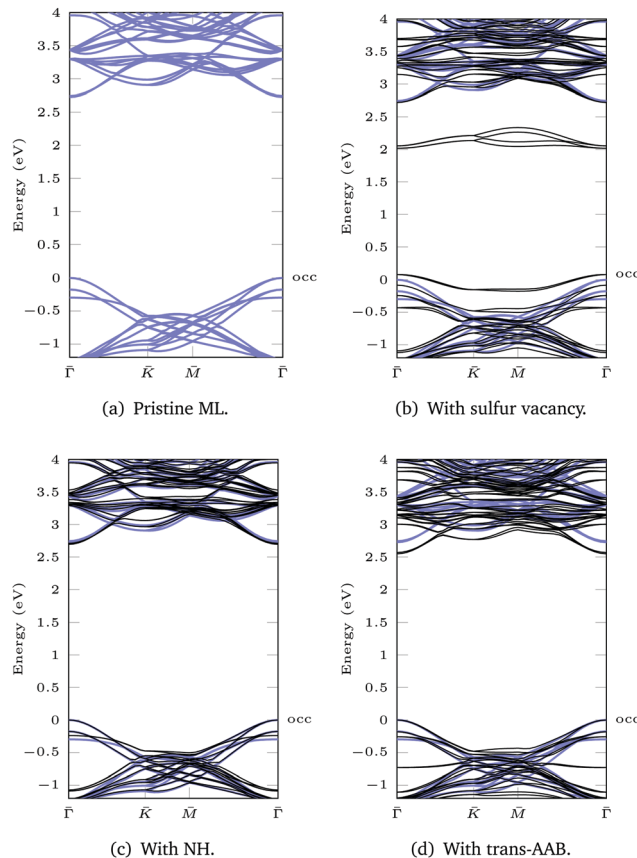 4
3.5
3
2.5
2
1.5
1
0.5
0
−0.5
−1
Energy (eV)
occ
Γ̄ K̄ M̄ Γ̄
(a) Pristine ML.
4
3.5
3
2.5
2
1.5
1
0.5
0
−0.5
−1
Energy (eV)
occ
Γ̄ K̄ M̄ Γ̄
(b) With sulfur vacancy.
4
3.5
3
2.5
2
1.5
1
0.5
0
−0.5
−1
Energy (eV)
occ
Γ̄ K̄ M̄ Γ̄
(c) With NH.
4
3.5
3
2.5
2
1.5
1
0.5
0
−0.5
−1
Energy (eV)
occ
Γ̄ K̄ M̄ Γ̄
(d) With trans-AAB.